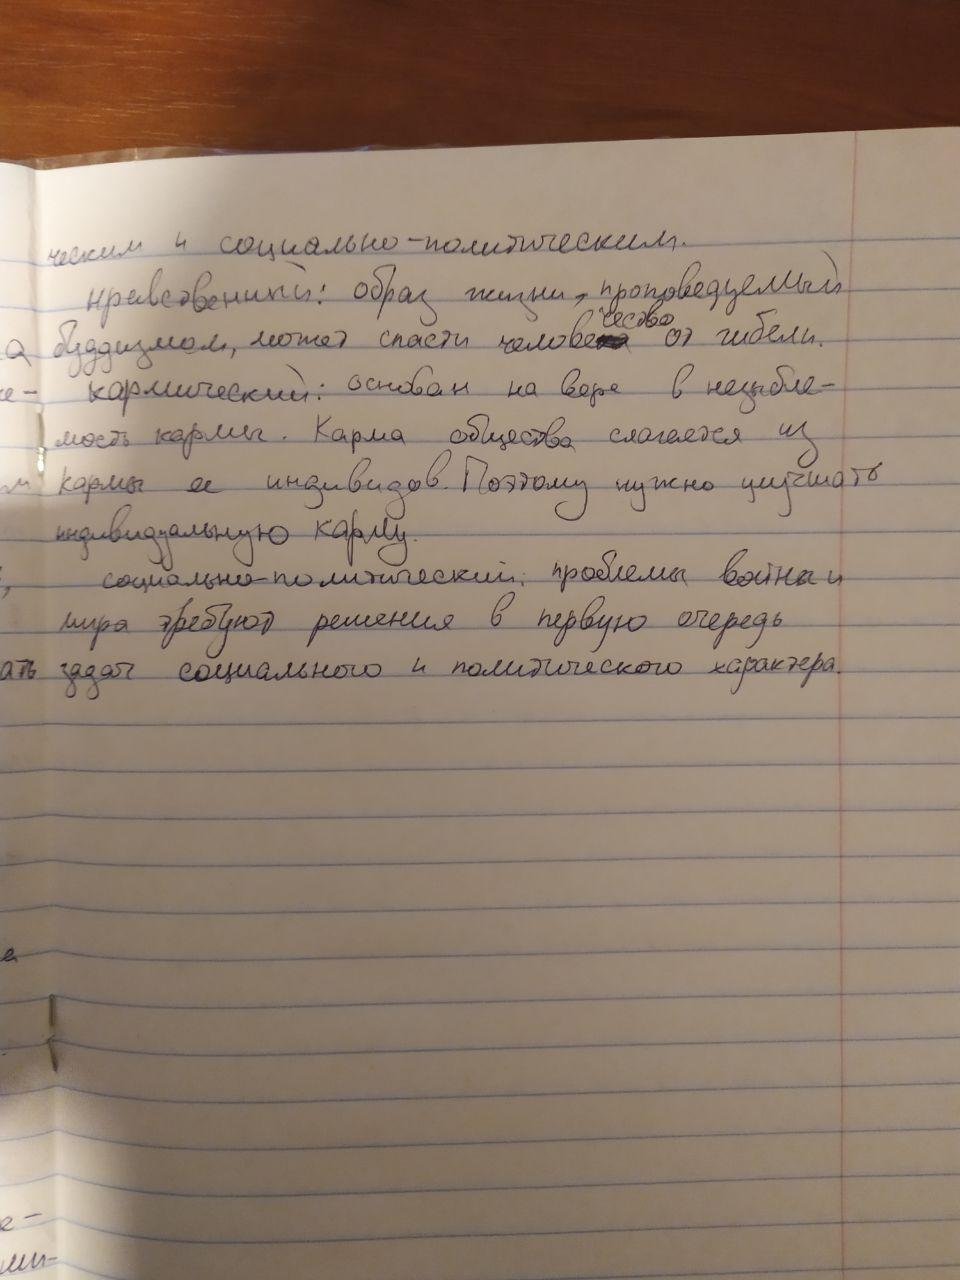 ческим и социально-политическим.
нравственный: образ жизни, проповедуемый
буддизмом, может спасти человечество от гибели.
кармический: основан на вере в незыбле-
мость кармы. Карма общества слагается из
кармы ее индивидов. Поэтому нужно улучшать
индивидуальную карму.
социально-политический: проблемы войны и
мира требуют решения в первую очередь
задач социального и политического характера.